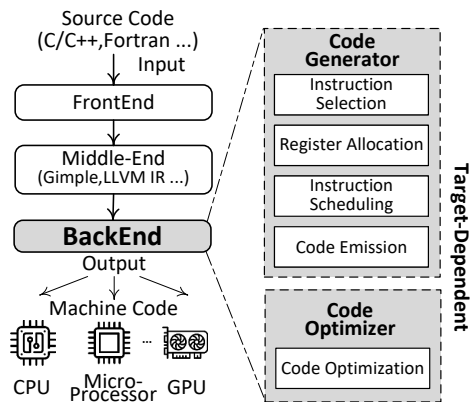 Source Code
(C/C++,Fortran ...)
Input
FrontEnd
Middle-End
(Gimple,LLVM IR ...)
BackEnd
Output
Machine Code
...
CPU
Micro-
Processor
GPU
Code
Generator
Instruction
Selection
Register Allocation
Instruction
Scheduling
Code Emission
Code
Optimizer
Code Optimization
Target-Dependent